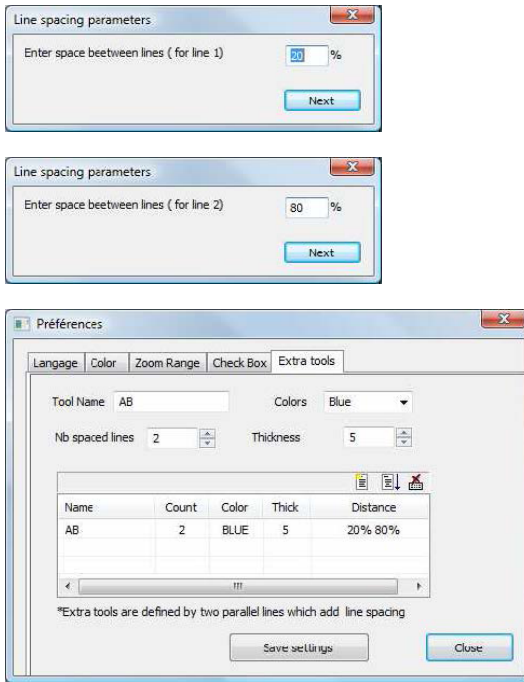 Line spacing parameters
Enter space beetween lines ( for line 1) 20 %
Next
Line spacing parameters
Enter space beetween lines ( for line 2) 80 %
Next
Préférences
Langage Color Zoom Range Check Box Extra tools
Tool Name AB Colors Blue
Nb spaced lines 2 Thickness 5
Name Count Color Thick Distance
AB 2 BLUE 5 20% 80%
*Extra tools are defined by two parallel lines which add line spacing
Save settings Close